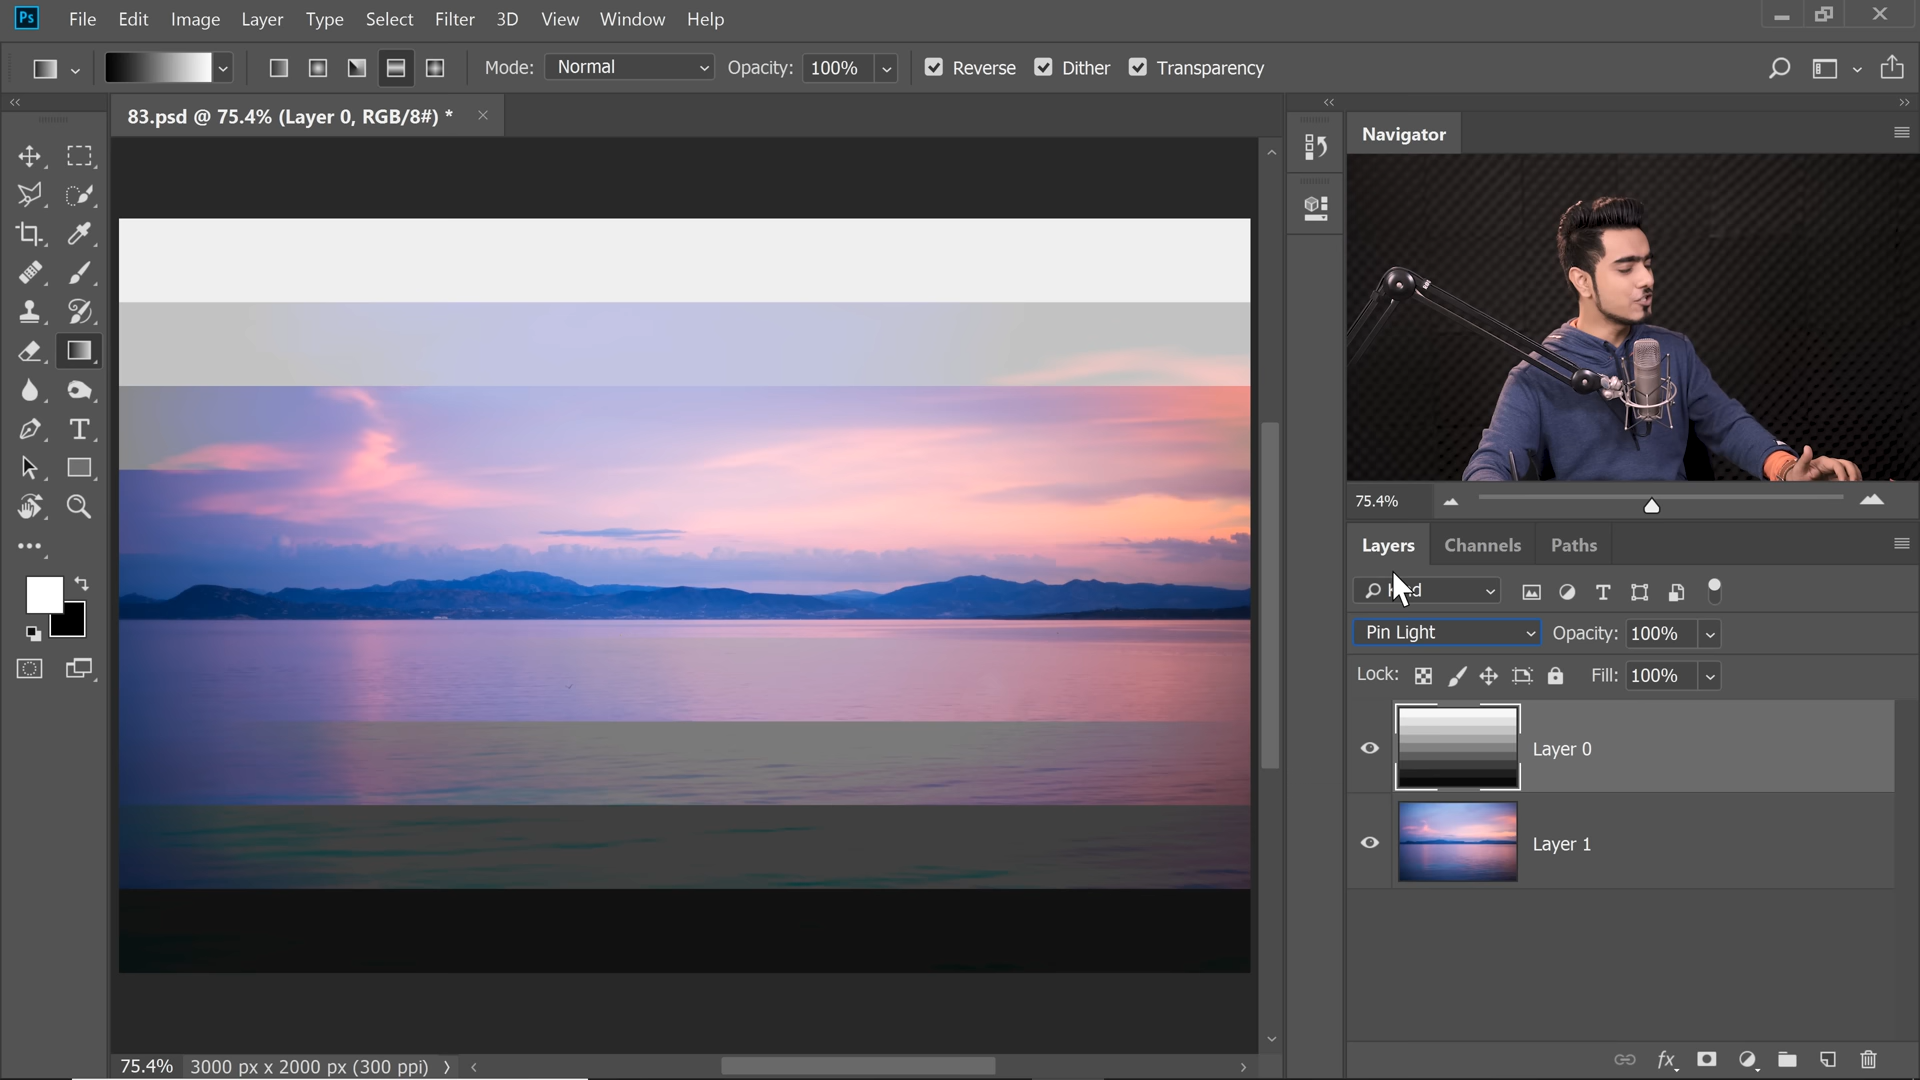 Ps File Edit Image Layer Type Select Filter 3D View Window Help
Mode: Normal Opacity: 100% Reverse Dither Transparency
83.psd @ 75.4% (Layer 0, RGB/8#) *
Navigator
75.4%
Layers Channels Paths
Pin Light Opacity: 100%
Lock: Fill: 100%
Layer 0
Layer 1
fx
75.4% 3000 px x 2000 px (300 ppi)